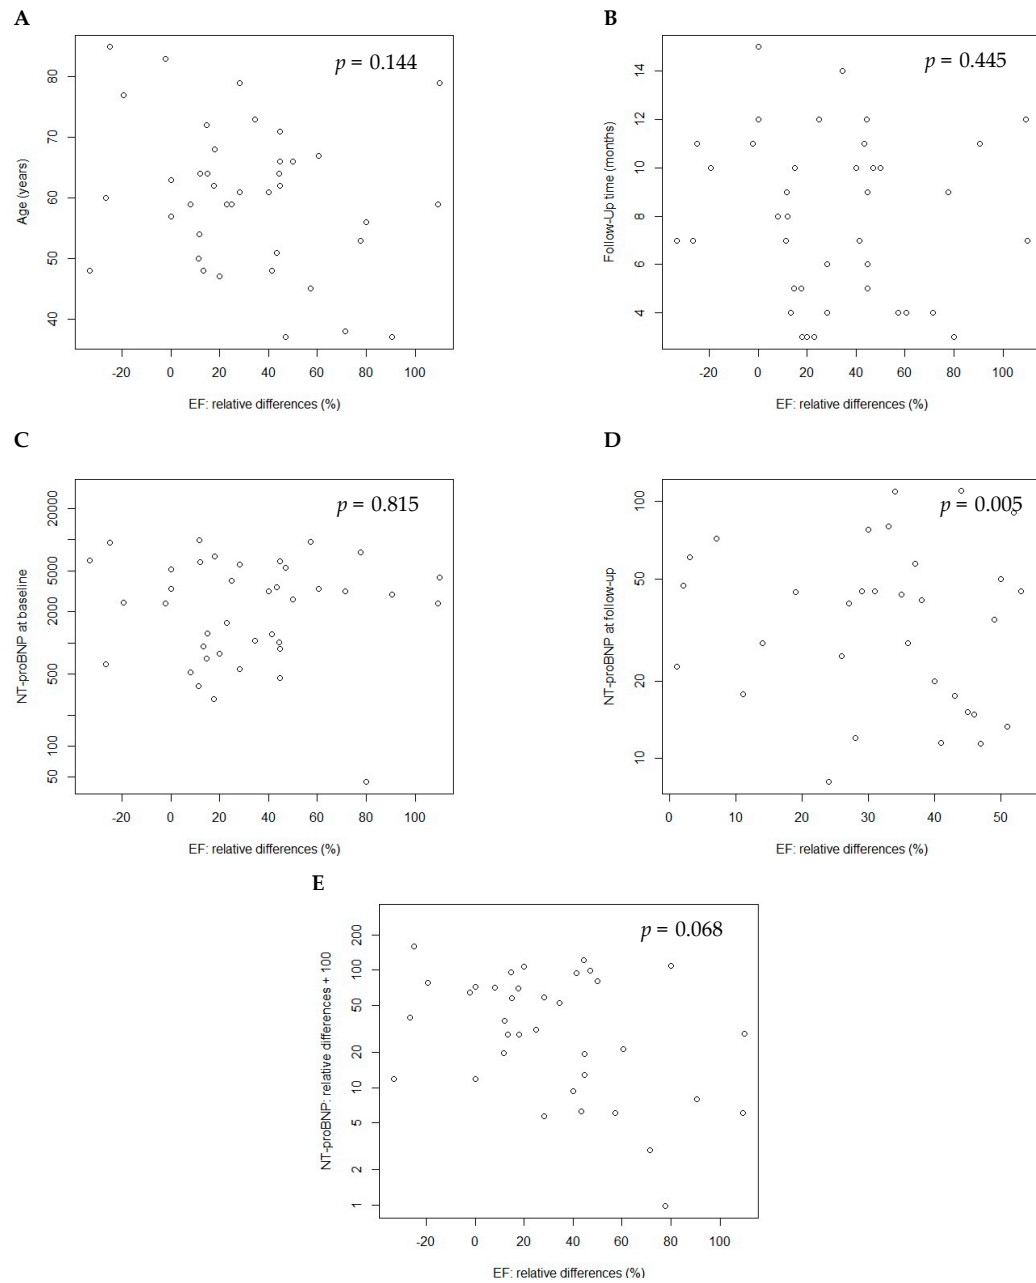 A
p = 0.144
Age (years)
80
70
60
50
40
-20 0 20 40 60 80 100
EF: relative differences (%)
B
p = 0.445
Follow-Up time (months)
14
12
10
8
6
4
-20 0 20 40 60 80 100
EF: relative differences (%)
C
p = 0.815
NT-proBNP at baseline
20000
5000
2000
500
100
50
-20 0 20 40 60 80 100
EF: relative differences (%)
D
p = 0.005
NT-proBNP at follow-up
100
50
20
10
0 10 20 30 40 50
EF: relative differences (%)
E
p = 0.068
NT-proBNP: relative differences + 100
200
100
50
20
10
5
2
1
-20 0 20 40 60 80 100
EF: relative differences (%)